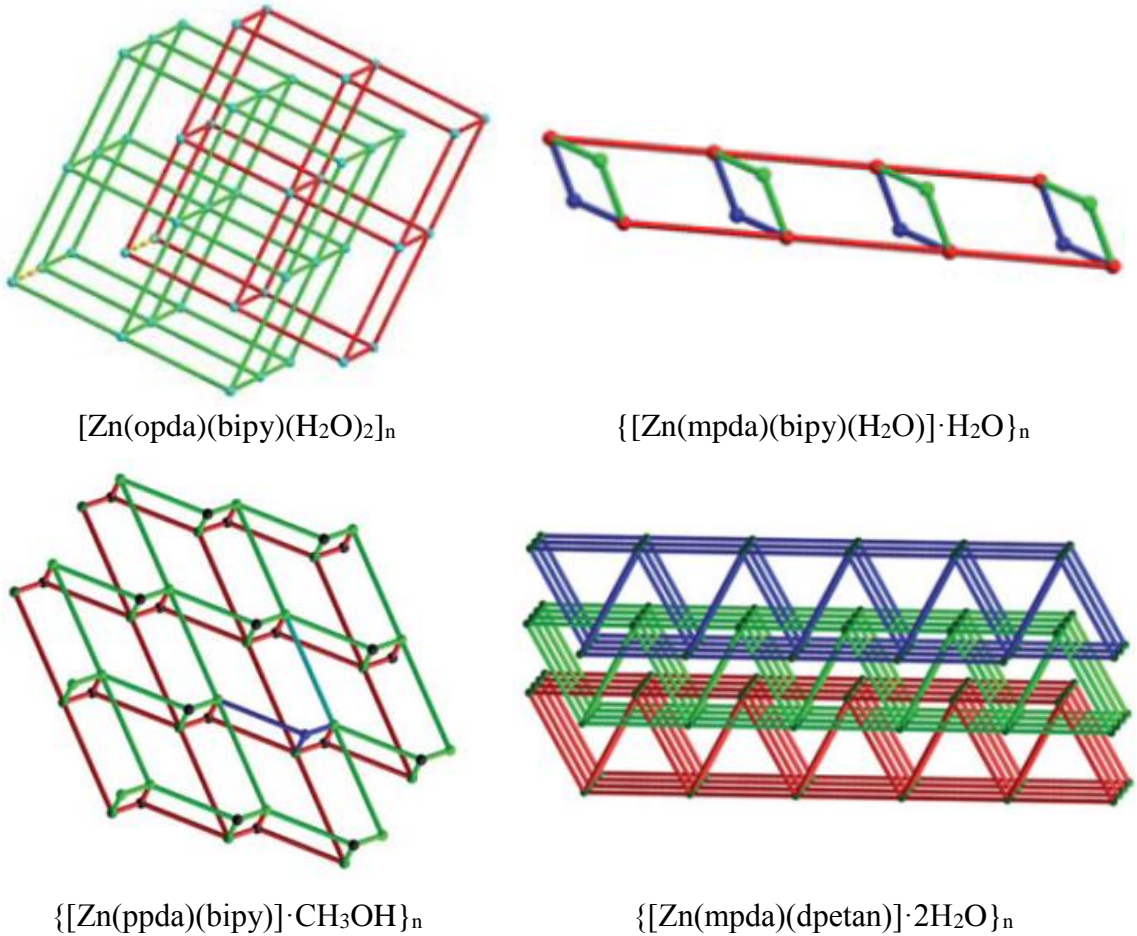 [Zn(opda)(bipy)(H₂O)₂]ₙ
{[Zn(mpda)(bipy)(H₂O)]·H₂O}ₙ
{[Zn(ppda)(bipy)]·CH₃OH}ₙ
{[Zn(mpda)(dpetan)]·2H₂O}ₙ